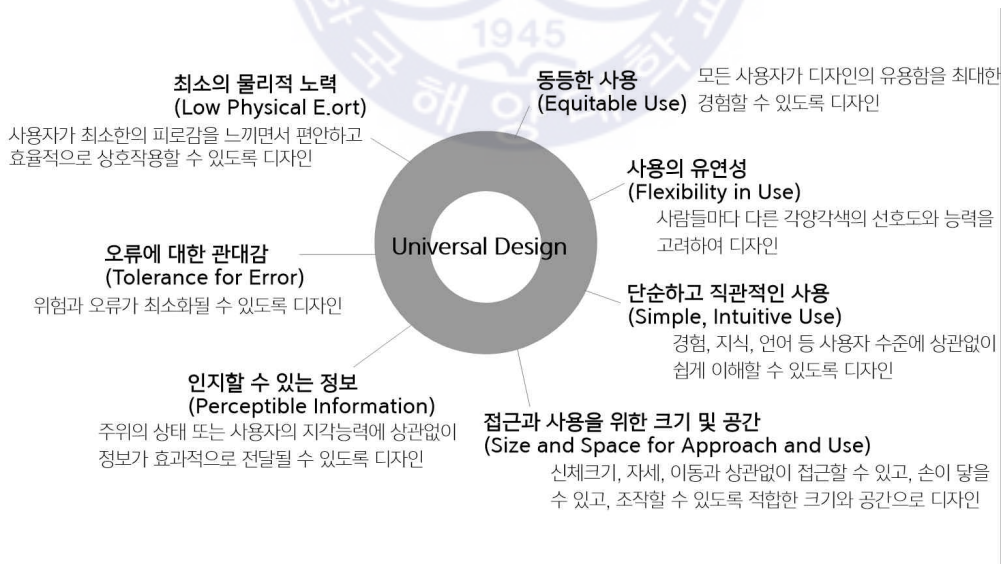 1945
한국해양대학교
최소의 물리적 노력
(Low Physical E.ort)
사용자가 최소한의 피로감을 느끼면서 편안하고
효율적으로 상호작용할 수 있도록 디자인
동등한 사용
(Equitable Use)
모든 사용자가 디자인의 유용함을 최대한
경험할 수 있도록 디자인
사용의 유연성
(Flexibility in Use)
사람들마다 다른 각양각색의 선호도와 능력을
고려하여 디자인
Universal Design
오류에 대한 관대감
(Tolerance for Error)
위험과 오류가 최소화될 수 있도록 디자인
단순하고 직관적인 사용
(Simple, Intuitive Use)
경험, 지식, 언어 등 사용자 수준에 상관없이
쉽게 이해할 수 있도록 디자인
인지할 수 있는 정보
(Perceptible Information)
주위의 상태 또는 사용자의 지각능력에 상관없이
정보가 효과적으로 전달될 수 있도록 디자인
접근과 사용을 위한 크기 및 공간
(Size and Space for Approach and Use)
신체크기, 자세, 이동과 상관없이 접근할 수 있고, 손이 닿을
수 있고, 조작할 수 있도록 적합한 크기와 공간으로 디자인